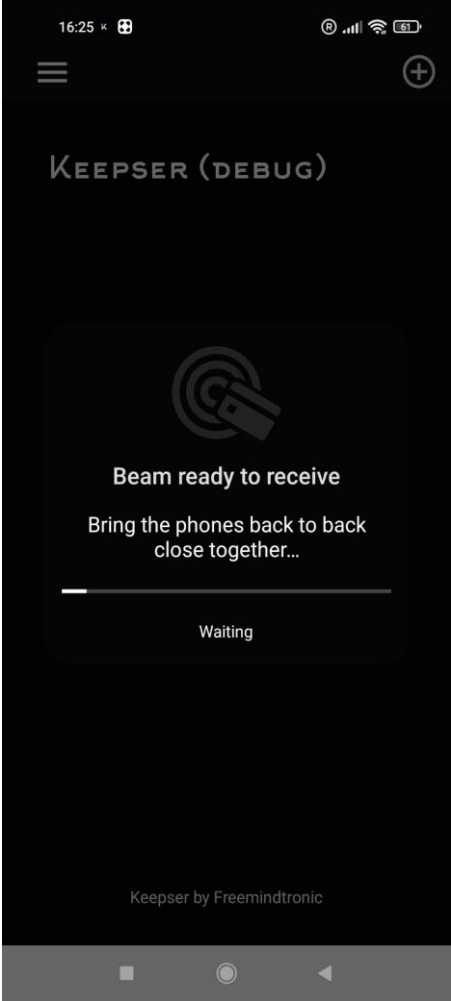 16:25 K
R 61
KEEPSER (DEBUG)
Beam ready to receive
Bring the phones back to back
close together...
Waiting
Keepser by Freemindtronic